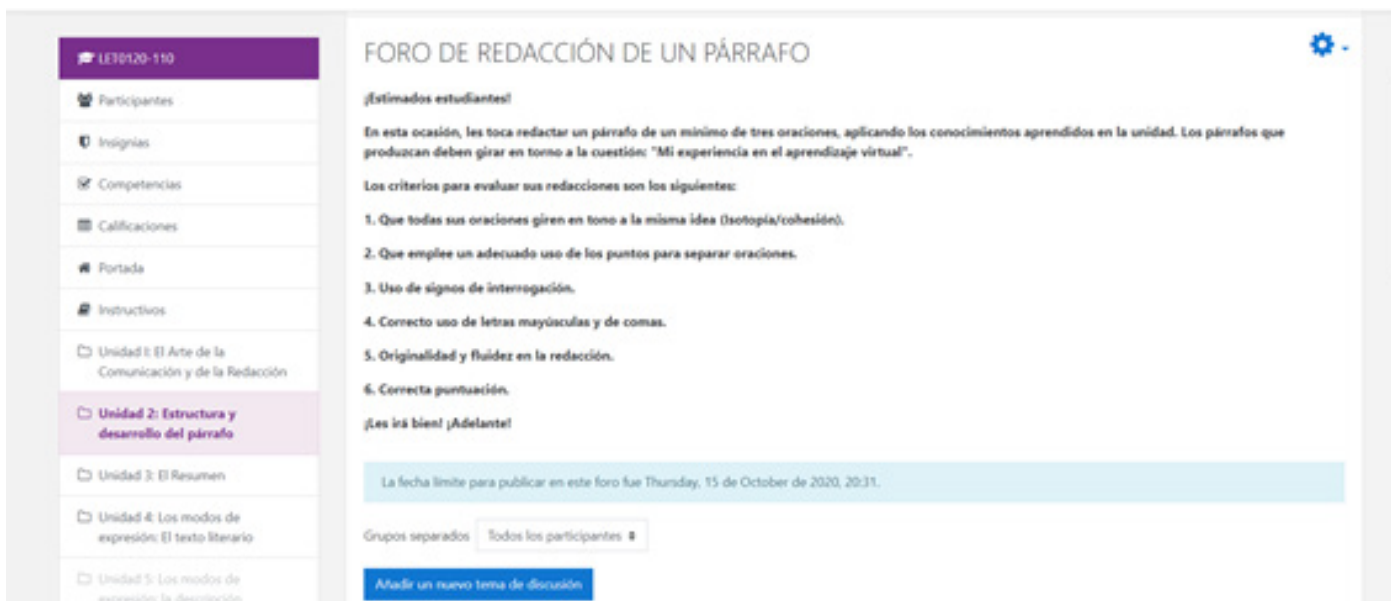 LET0120-110
Participantes
Insignias
Competencias
Calificaciones
Portada
Instructivos
Unidad I: El Arte de la
Comunicación y de la Redacción
Unidad 2: Estructura y
desarrollo del párrafo
Unidad 3: El Resumen
Unidad 4: Los modos de
expresión: El texto literario
Unidad 5: Los modos de
expresión: la descripción
FORO DE REDACCIÓN DE UN PÁRRAFO
¡Estimados estudiantes!
En esta ocasión, les toca redactar un párrafo de un mínimo de tres oraciones, aplicando los conocimientos aprendidos en la unidad. Los párrafos que
produzcan deben girar en torno a la cuestión: "Mi experiencia en el aprendizaje virtual".
Los criterios para evaluar sus redacciones son los siguientes:
1. Que todas sus oraciones giren en tono a la misma idea (Isotopía/cohesión).
2. Que emplee un adecuado uso de los puntos para separar oraciones.
3. Uso de signos de interrogación.
4. Correcto uso de letras mayúsculas y de comas.
5. Originalidad y fluidez en la redacción.
6. Correcta puntuación.
¡Les irá bien! ¡Adelante!
La fecha límite para publicar en este foro fue Thursday, 15 de October de 2020, 20:31.
Grupos separados Todos los participantes
Añadir un nuevo tema de discusión